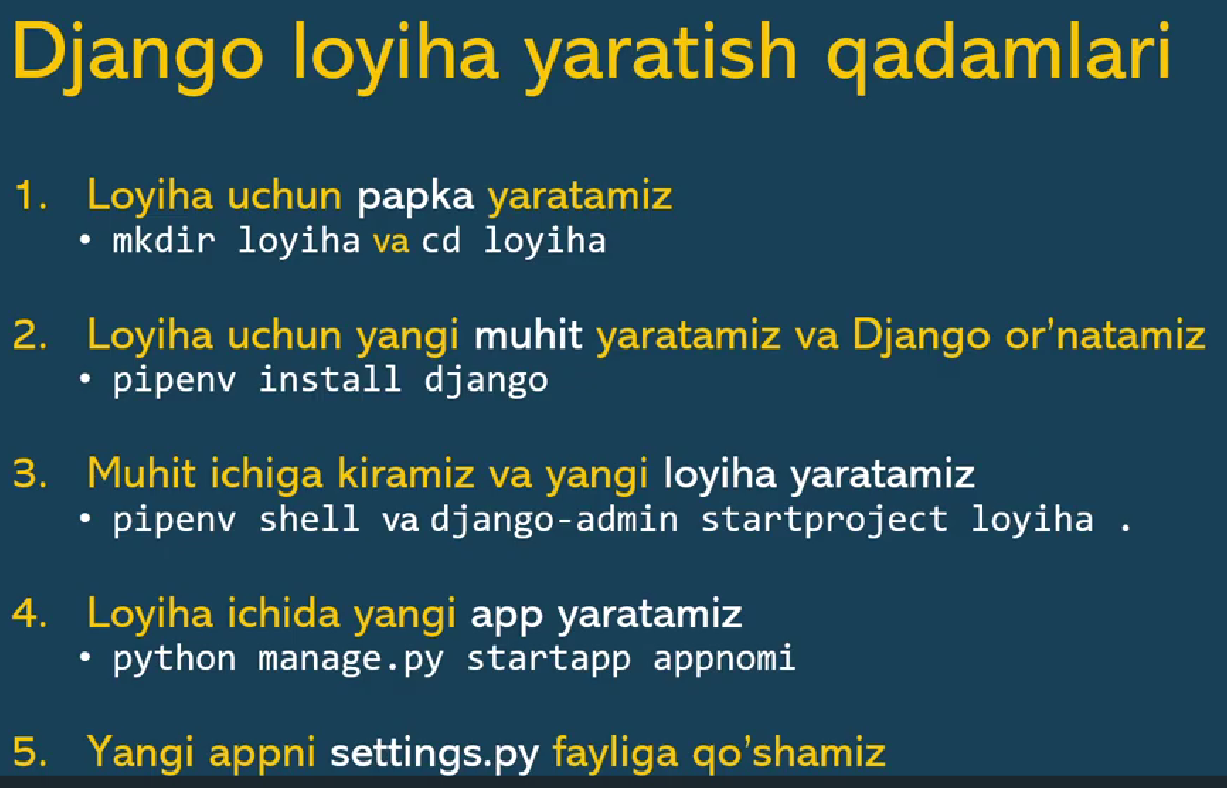 Django loyiha yaratish qadamlari
1. Loyiha uchun papka yaratamiz
• mkdir loyiha va cd loyiha
2. Loyiha uchun yangi muhit yaratamiz va Django or’natamiz
• pipenv install django
3. Muhit ichiga kiramiz va yangi loyiha yaratamiz
• pipenv shell va django-admin startproject loyiha .
4. Loyiha ichida yangi app yaratamiz
• python manage.py startapp appnomi
5. Yangi appni settings.py fayliga qo’shamiz